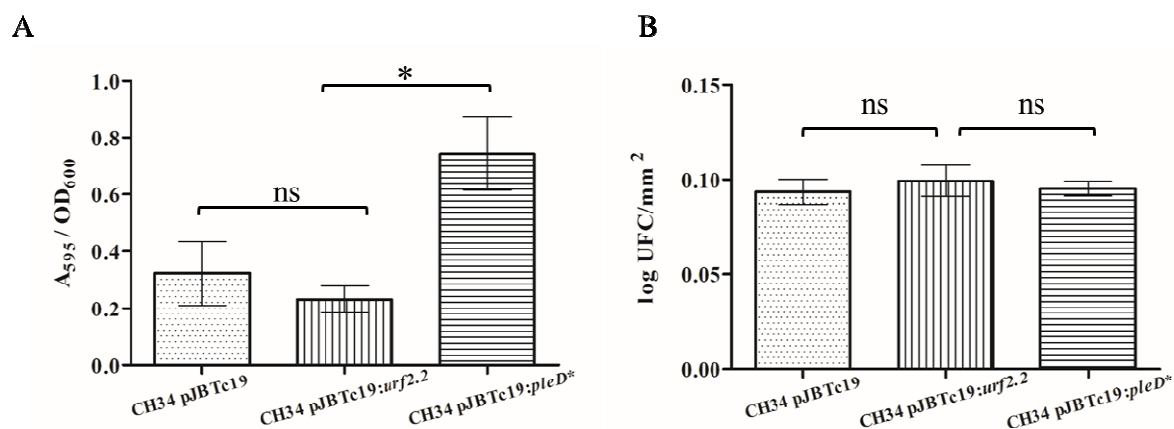 A
B
A595 / OD600
1.0
0.8
0.6
0.4
0.2
0.0
ns
*
CH34 pJBTc19
CH34 pJBTc19:urf2.2
CH34 pJBTc19:pleD*
log UFC/mm²
0.15
0.10
0.05
0.00
ns
ns
CH34 pJBTc19
CH34 pJBTc19:urf2.2
CH34 pJBTc19:pleD*